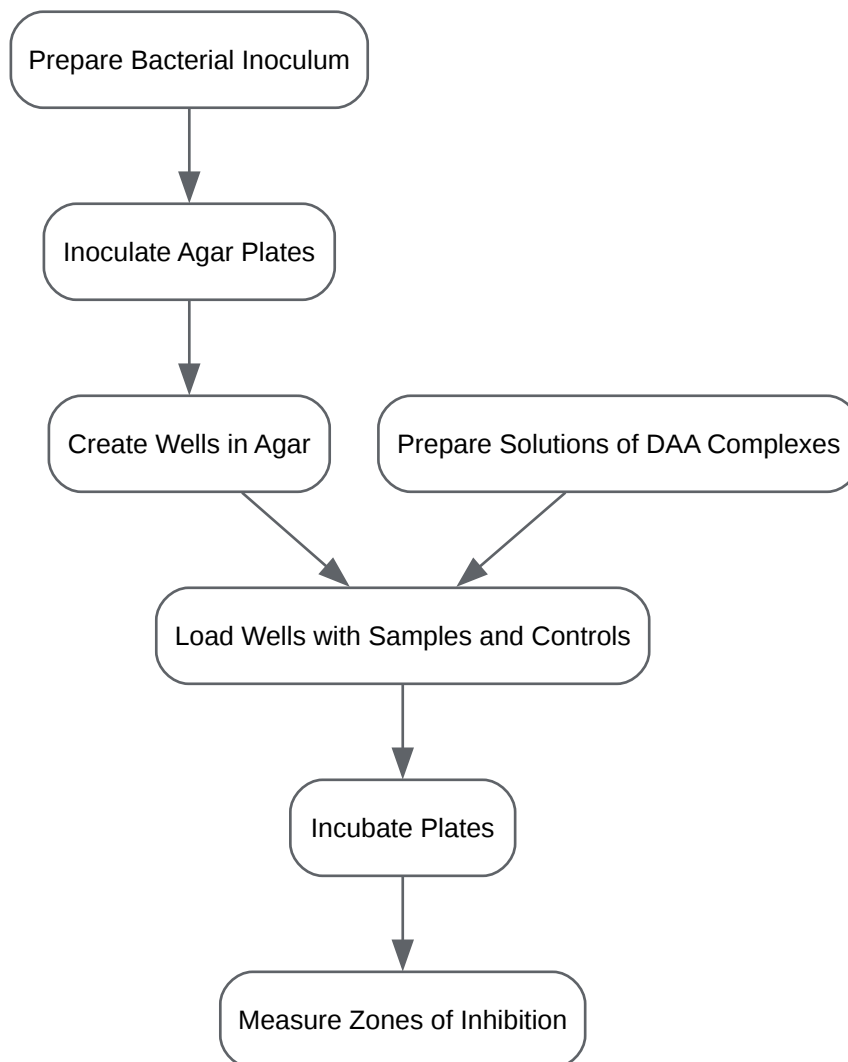 Prepare Bacterial Inoculum
Inoculate Agar Plates
Create Wells in Agar
Prepare Solutions of DAA Complexes
Load Wells with Samples and Controls
Incubate Plates
Measure Zones of Inhibition